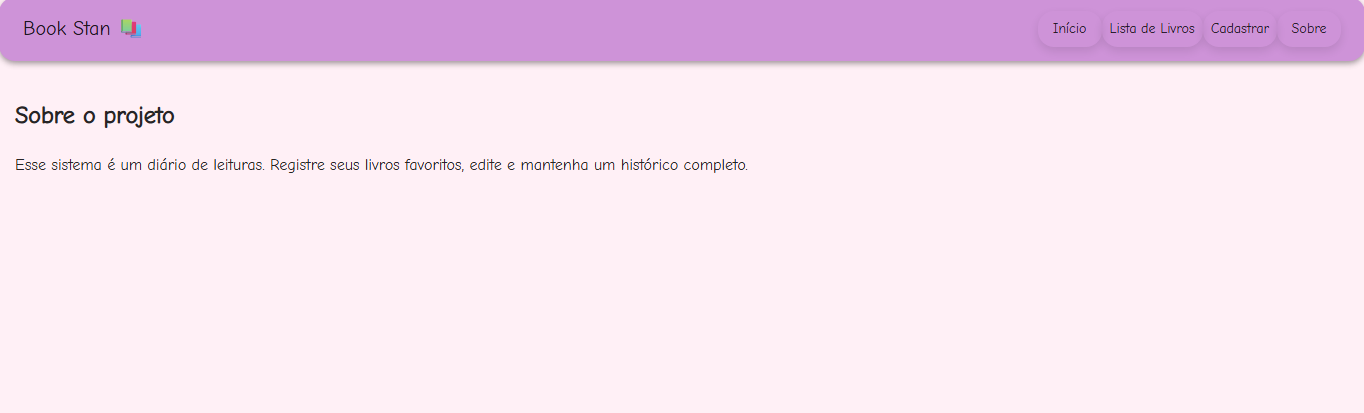 Book Stan 📚
Início
Lista de Livros
Cadastrar
Sobre
Sobre o projeto
Esse sistema é um diário de leituras. Registre seus livros favoritos, edite e mantenha um histórico completo.